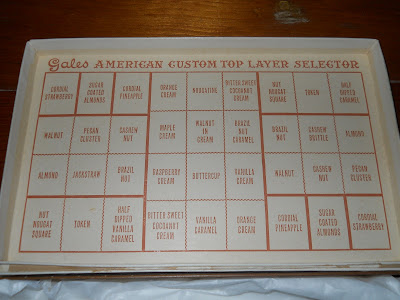 Gales AMERICAN CUSTOM TOP LAYER SELECTOR
CORDIAL
STRAWBERRY
SUGAR
COATED
ALMONDS
CORDIAL
PINEAPPLE
ORANGE
CREAM
NOUGATINE
BITTER SWEET
COCOANUT
CREAM
NUT
NOUGAT
SQUARE
TOKEN
HALF
DIPPED
CARAMEL
WALNUT
PECAN
CLUSTER
CASHEW
NUT
MAPLE
CREAM
WALNUT
IN
CREAM
BRAZIL
NUT
CARAMEL
BRAZIL
NUT
CASHEW
BRITTLE
ALMOND
ALMOND
JACKSTRAW
BRAZIL
NUT
RASPBERRY
CREAM
BUTTERCUP
VANILLA
CREAM
WALNUT
CASHEW
NUT
PECAN
CLUSTER
NUT
NOUGAT
SQUARE
TOKEN
HALF
DIPPED
VANILLA
CARAMEL
BITTER SWEET
COCOANUT
CREAM
VANILLA
CREAM
ORANGE
CREAM
CORDIAL
PINEAPPLE
SUGAR
COATED
ALMONDS
CORDIAL
STRAWBERRY